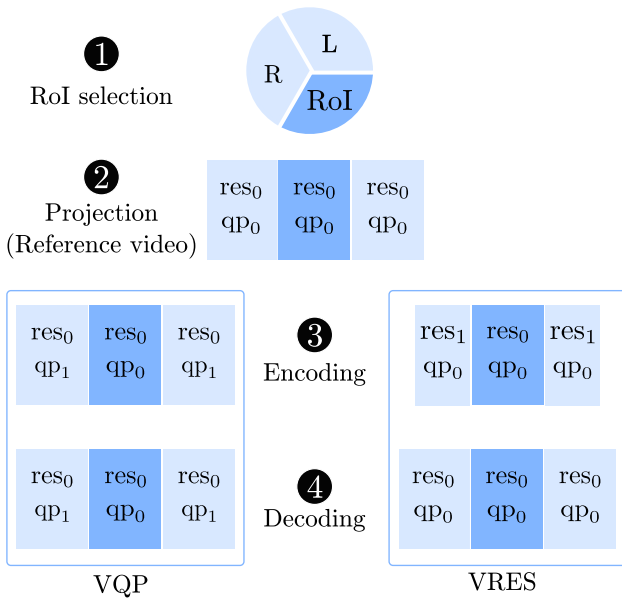 1
RoI selection
L
R
RoI
2
Projection
(Reference video)
res₀ res₀ res₀
qp₀ qp₀ qp₀
res₀ res₀ res₀
qp₁ qp₀ qp₁
3
Encoding
res₁ res₀ res₁
qp₀ qp₀ qp₀
res₀ res₀ res₀
qp₁ qp₀ qp₁
4
Decoding
res₀ res₀ res₀
qp₀ qp₀ qp₀
VQP
VRES